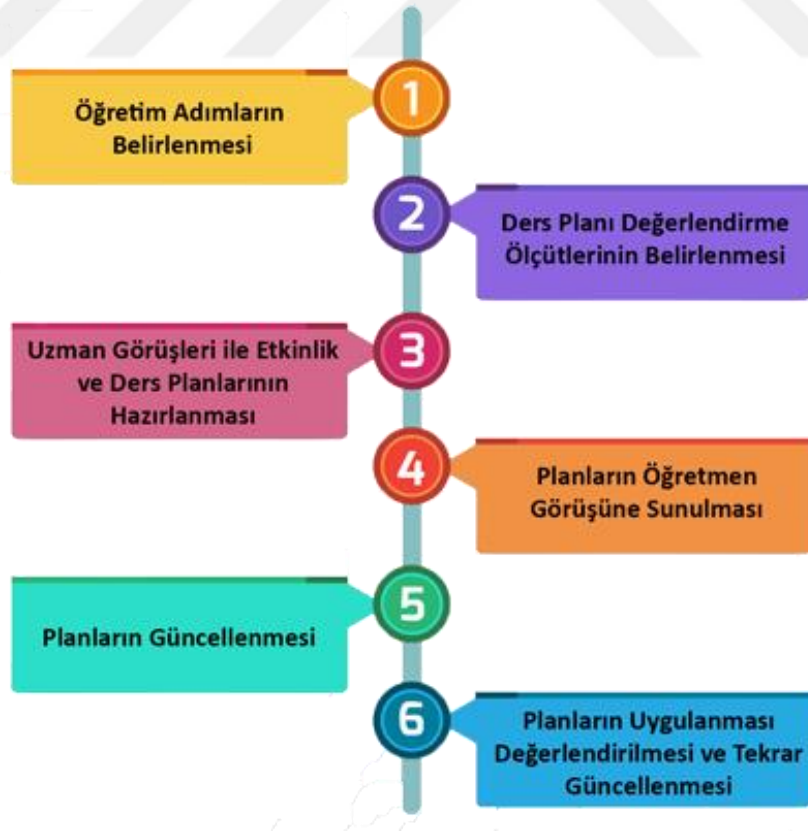 1
Öğretim Adımların
Belirlenmesi
2
Ders Planı Değerlendirme
Ölçütlerinin Belirlenmesi
3
Uzman Görüşleri ile Etkinlik
ve Ders Planlarının
Hazırlanması
4
Planların Öğretmen
Görüşüne Sunulması
5
Planların Güncellenmesi
6
Planların Uygulanması
Değerlendirilmesi ve Tekrar
Güncellenmesi